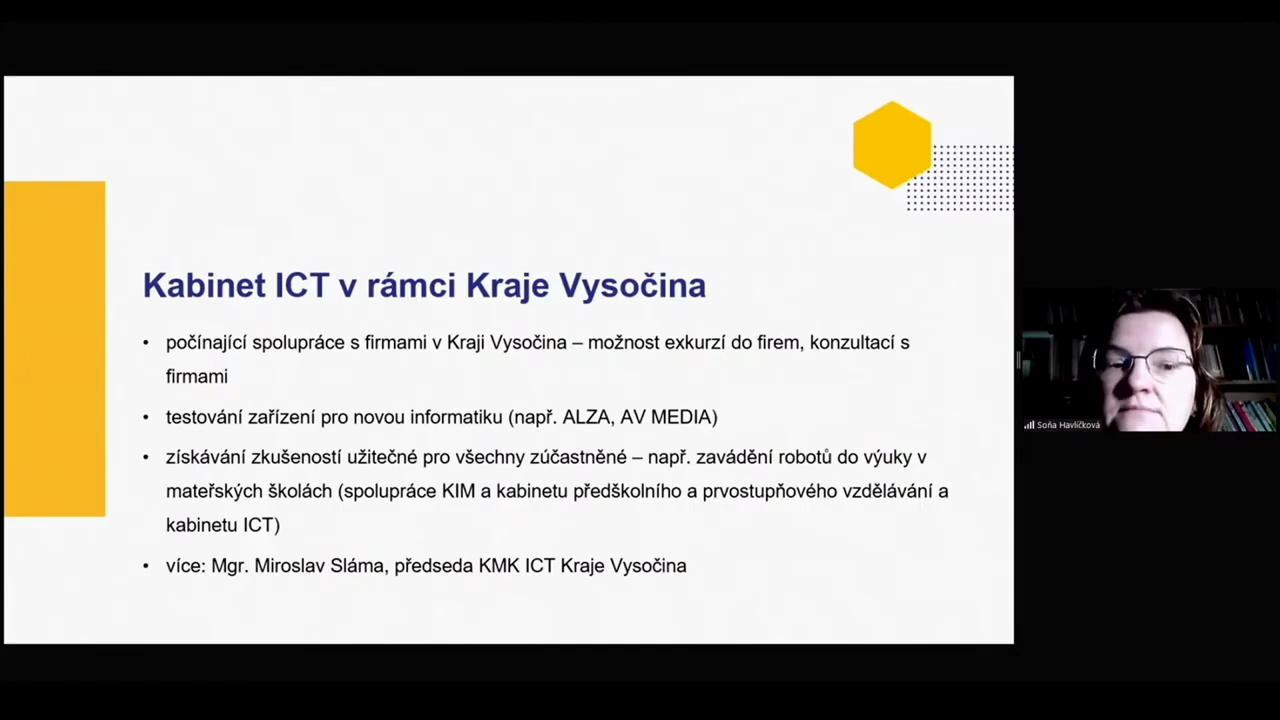 Kabinet ICT v rámci Kraje Vysočina
• počínající spolupráce s firmami v Kraji Vysočina – možnost exkurzí do firem, konzultací s
firmami
• testování zařízení pro novou informatiku (např. ALZA, AV MEDIA)
• získávání zkušeností užitečné pro všechny zúčastněné – např. zavádění robotů do výuky v
mateřských školách (spolupráce KIM a kabinetu předškolního a prvostupňového vzdělávání a
kabinetu ICT)
• více: Mgr. Miroslav Sláma, předseda KMK ICT Kraje Vysočina
Soňa Havlíčková